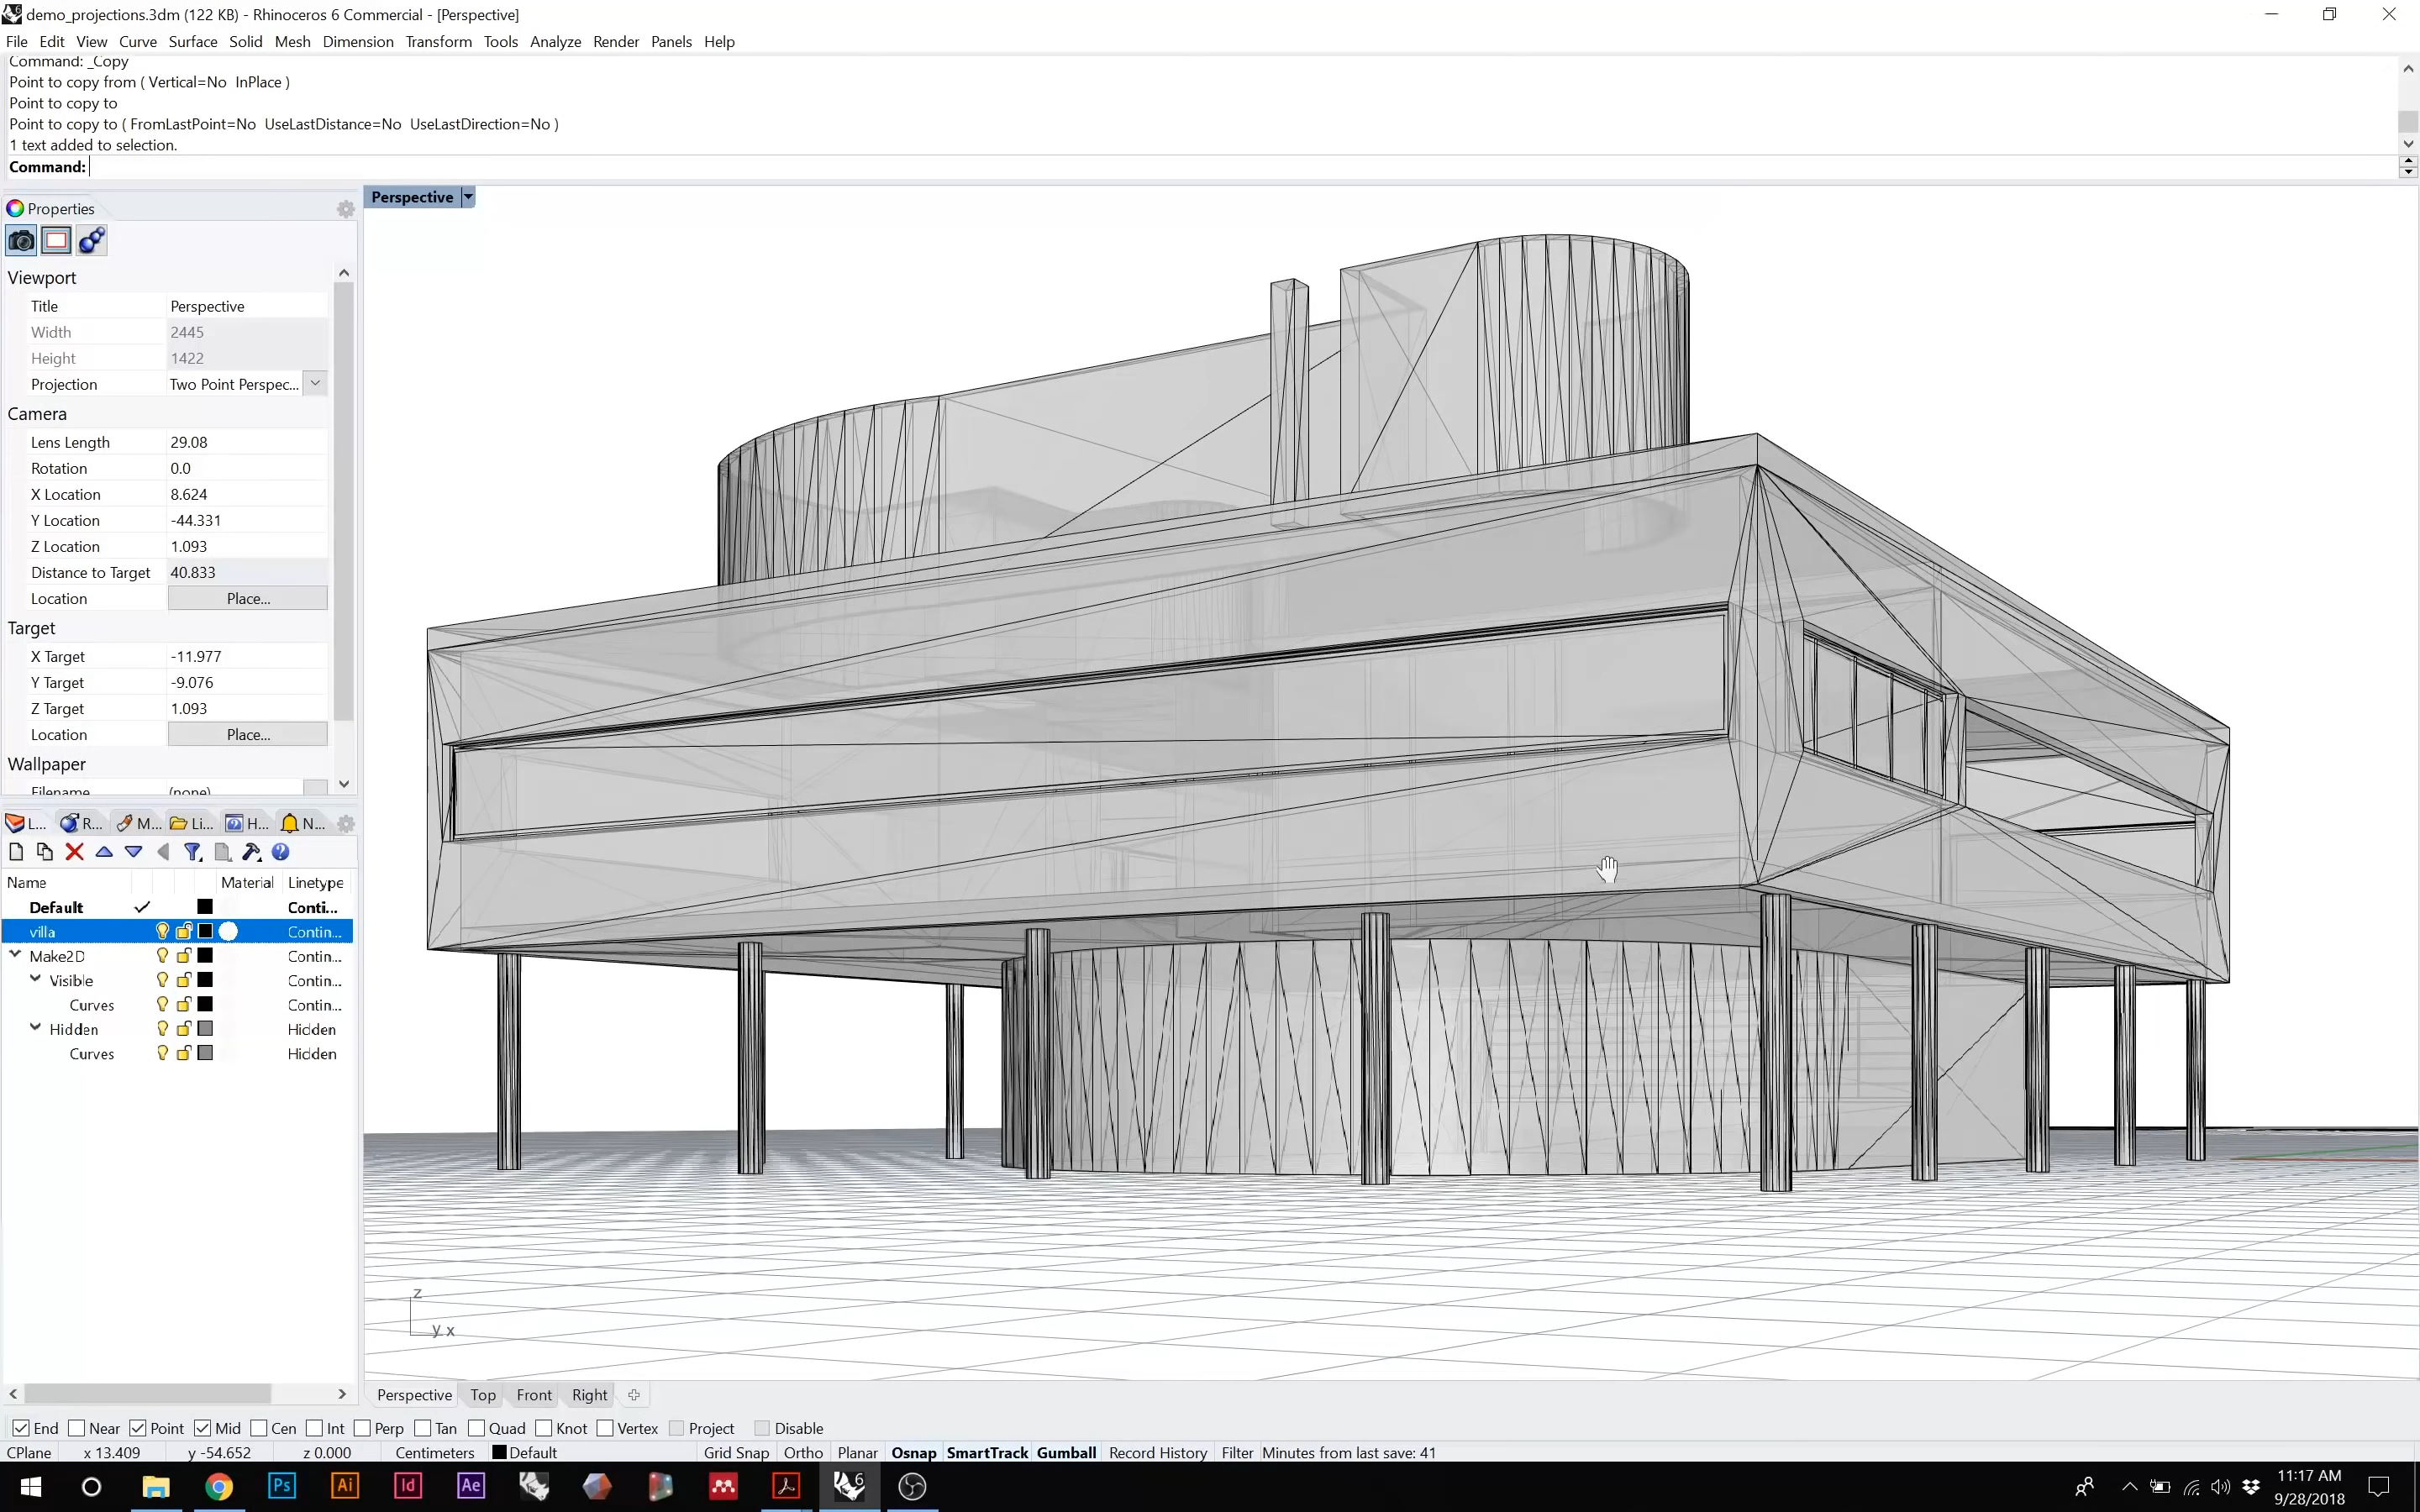 demo_projections.3dm (122 KB) - Rhinoceros 6 Commercial - [Perspective]
File Edit View Curve Surface Solid Mesh Dimension Transform Tools Analyze Render Panels Help
Command: _Copy
Point to copy from ( Vertical=No InPlace )
Point to copy to
Point to copy to ( FromLastPoint=No UseLastDistance=No UseLastDirection=No )
1 text added to selection.
Command:
Properties
Perspective
Viewport
Title Perspective
Width 2445
Height 1422
Projection Two Point Perspec...
Camera
Lens Length 29.08
Rotation 0.0
X Location 8.624
Y Location -44.331
Z Location 1.093
Distance to Target 40.833
Location Place...
Target
X Target -11.977
Y Target -9.076
Z Target 1.093
Location Place...
Wallpaper
Filename (none)
L... R... M... Li... H... N...
Name Material Linetype
Default Conti...
villa Contin...
Make2D Contin...
Visible Contin...
Curves Contin...
Hidden Hidden
Curves Hidden
z
y x
Perspective Top Front Right
End Near Point Mid Cen Int Perp Tan Quad Knot Vertex Project Disable
CPlane x 13.409 y -54.652 z 0.000 Centimeters Default Grid Snap Ortho Planar Osnap SmartTrack Gumball Record History Filter Minutes from last save: 41
Ps Ai Id Ae 6
11:17 AM
9/28/2018